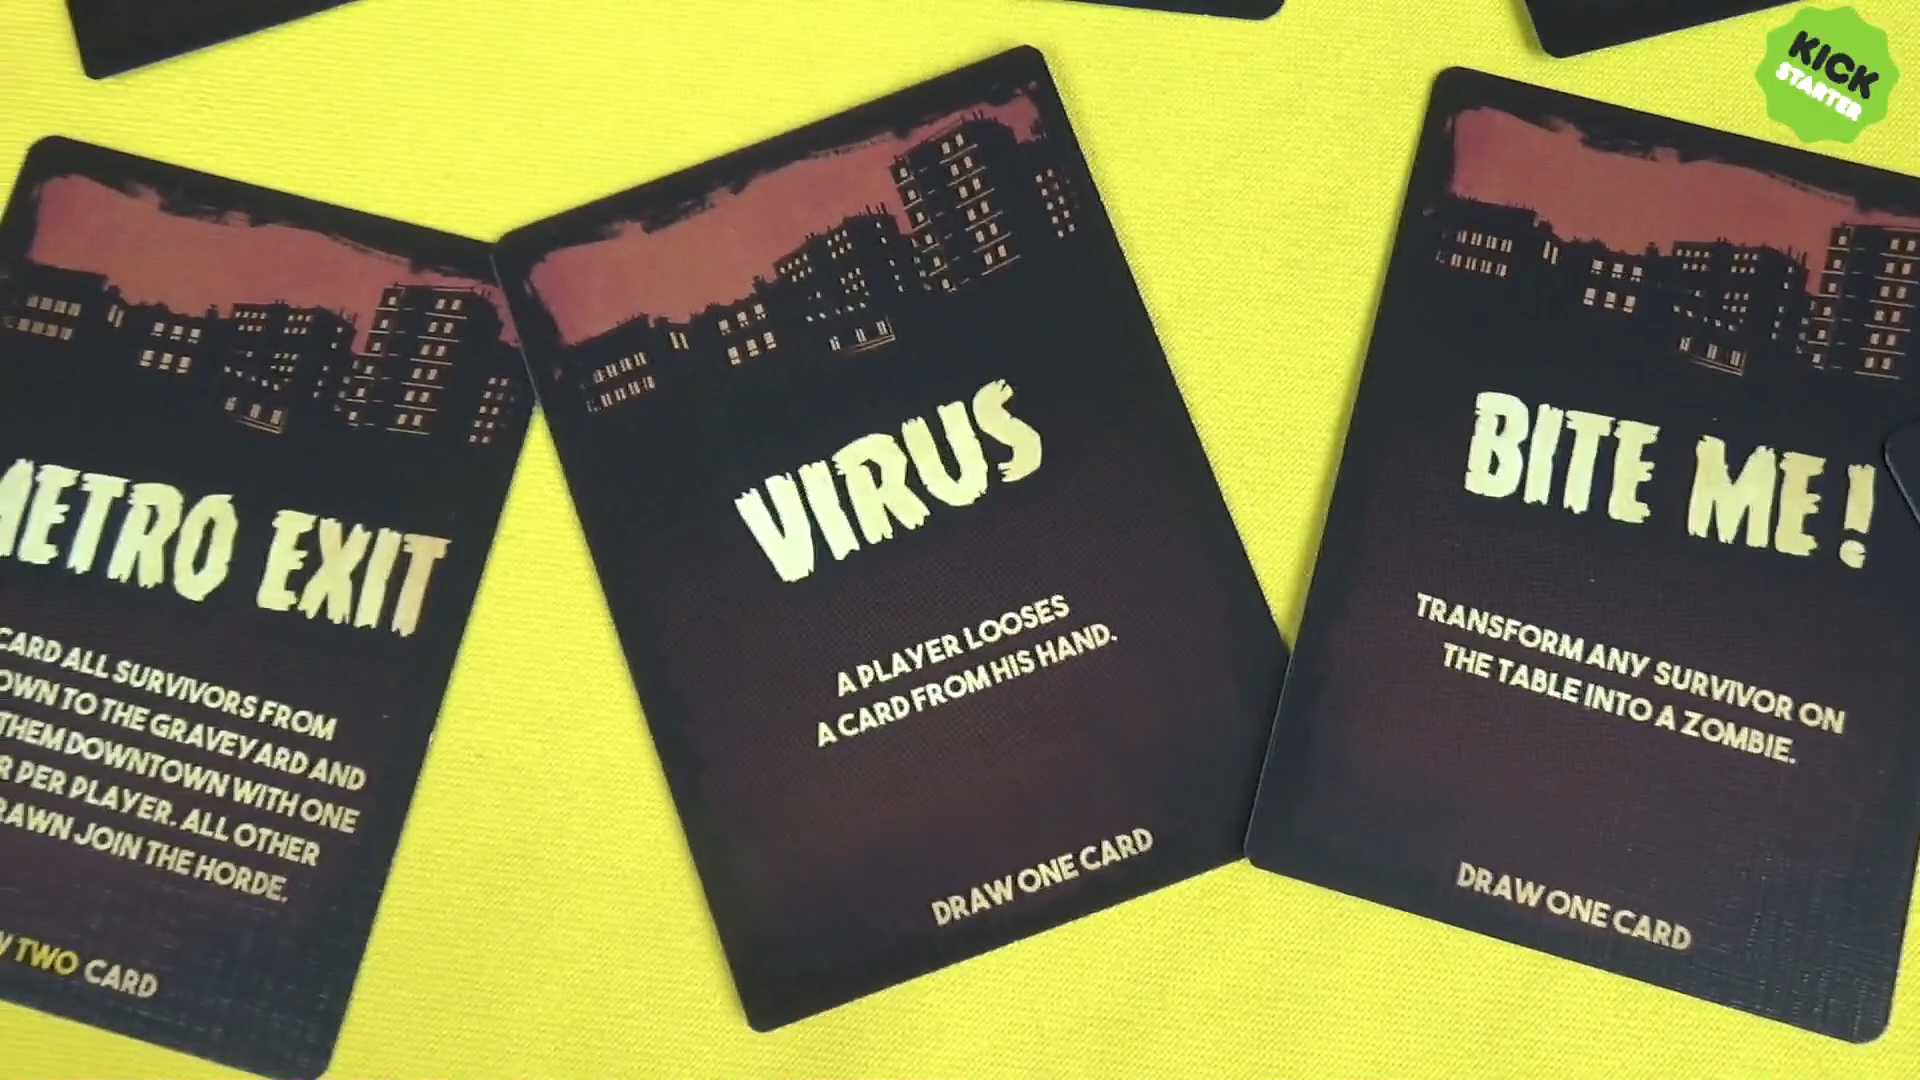 KICK
STARTER
METRO EXIT
CARD ALL SURVIVORS FROM
OWN TO THE GRAVEYARD AND
THEM DOWNTOWN WITH ONE
R PER PLAYER. ALL OTHER
RAWN JOIN THE HORDE.
W TWO CARD
VIRUS
A PLAYER LOOSES
A CARD FROM HIS HAND.
DRAW ONE CARD
BITE ME!
TRANSFORM ANY SURVIVOR ON
THE TABLE INTO A ZOMBIE.
DRAW ONE CARD